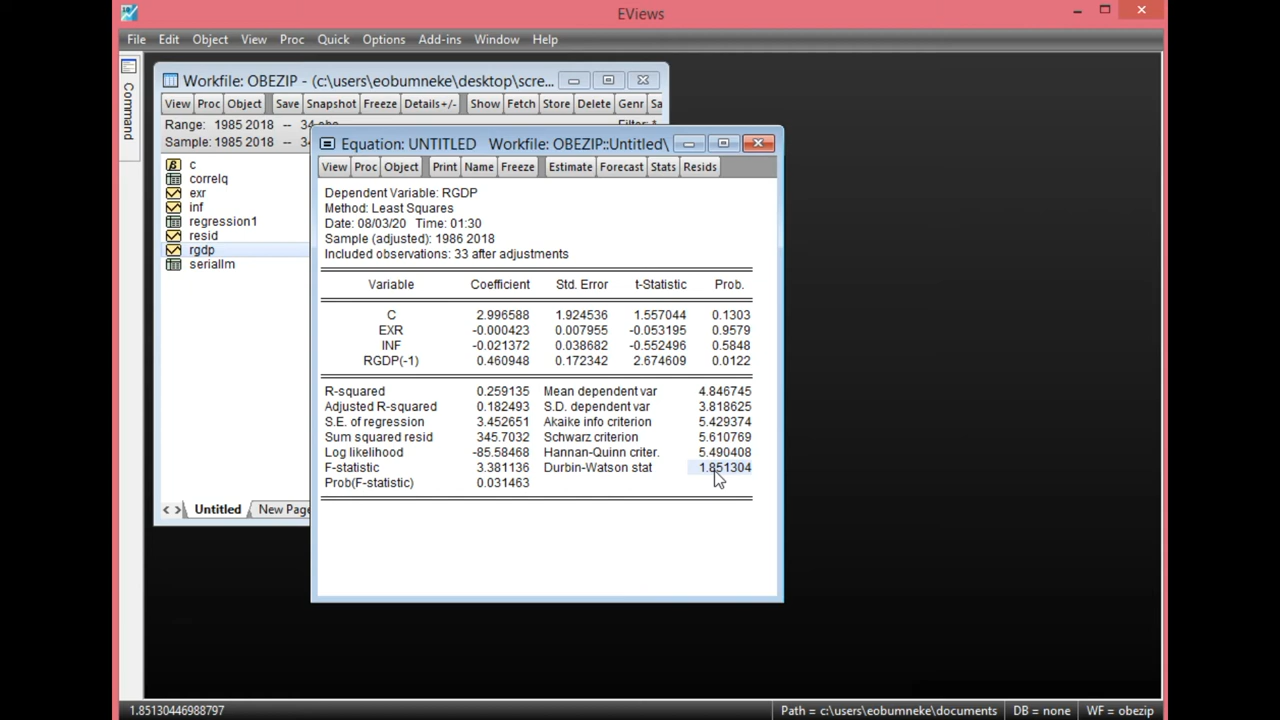 EViews
File Edit Object View Proc Quick Options Add-ins Window Help
Command
Workfile: OBEZIP - (c:\users\eobumneke\desktop\scre...
View Proc Object Save Snapshot Freeze Details+/- Show Fetch Store Delete Genr Sa
Range: 1985 2018 -- 34 obs
Sample: 1985 2018 --
c
correlq
exr
inf
regression1
resid
rgdp
seriallm
Untitled New Page
Equation: UNTITLED Workfile: OBEZIP::Untitled\
View Proc Object Print Name Freeze Estimate Forecast Stats Resids
Dependent Variable: RGDP
Method: Least Squares
Date: 08/03/20 Time: 01:30
Sample (adjusted): 1986 2018
Included observations: 33 after adjustments
Variable Coefficient Std. Error t-Statistic Prob.
C 2.996588 1.924536 1.557044 0.1303
EXR -0.000423 0.007955 -0.053195 0.9579
INF -0.021372 0.038682 -0.552496 0.5848
RGDP(-1) 0.460948 0.172342 2.674609 0.0122
R-squared 0.259135 Mean dependent var 4.846745
Adjusted R-squared 0.182493 S.D. dependent var 3.818625
S.E. of regression 3.452651 Akaike info criterion 5.429374
Sum squared resid 345.7032 Schwarz criterion 5.610769
Log likelihood -85.58468 Hannan-Quinn criter. 5.490408
F-statistic 3.381136 Durbin-Watson stat 1.851304
Prob(F-statistic) 0.031463
1.85130446988797 Path = c:\users\eobumneke\documents DB = none WF = obezip